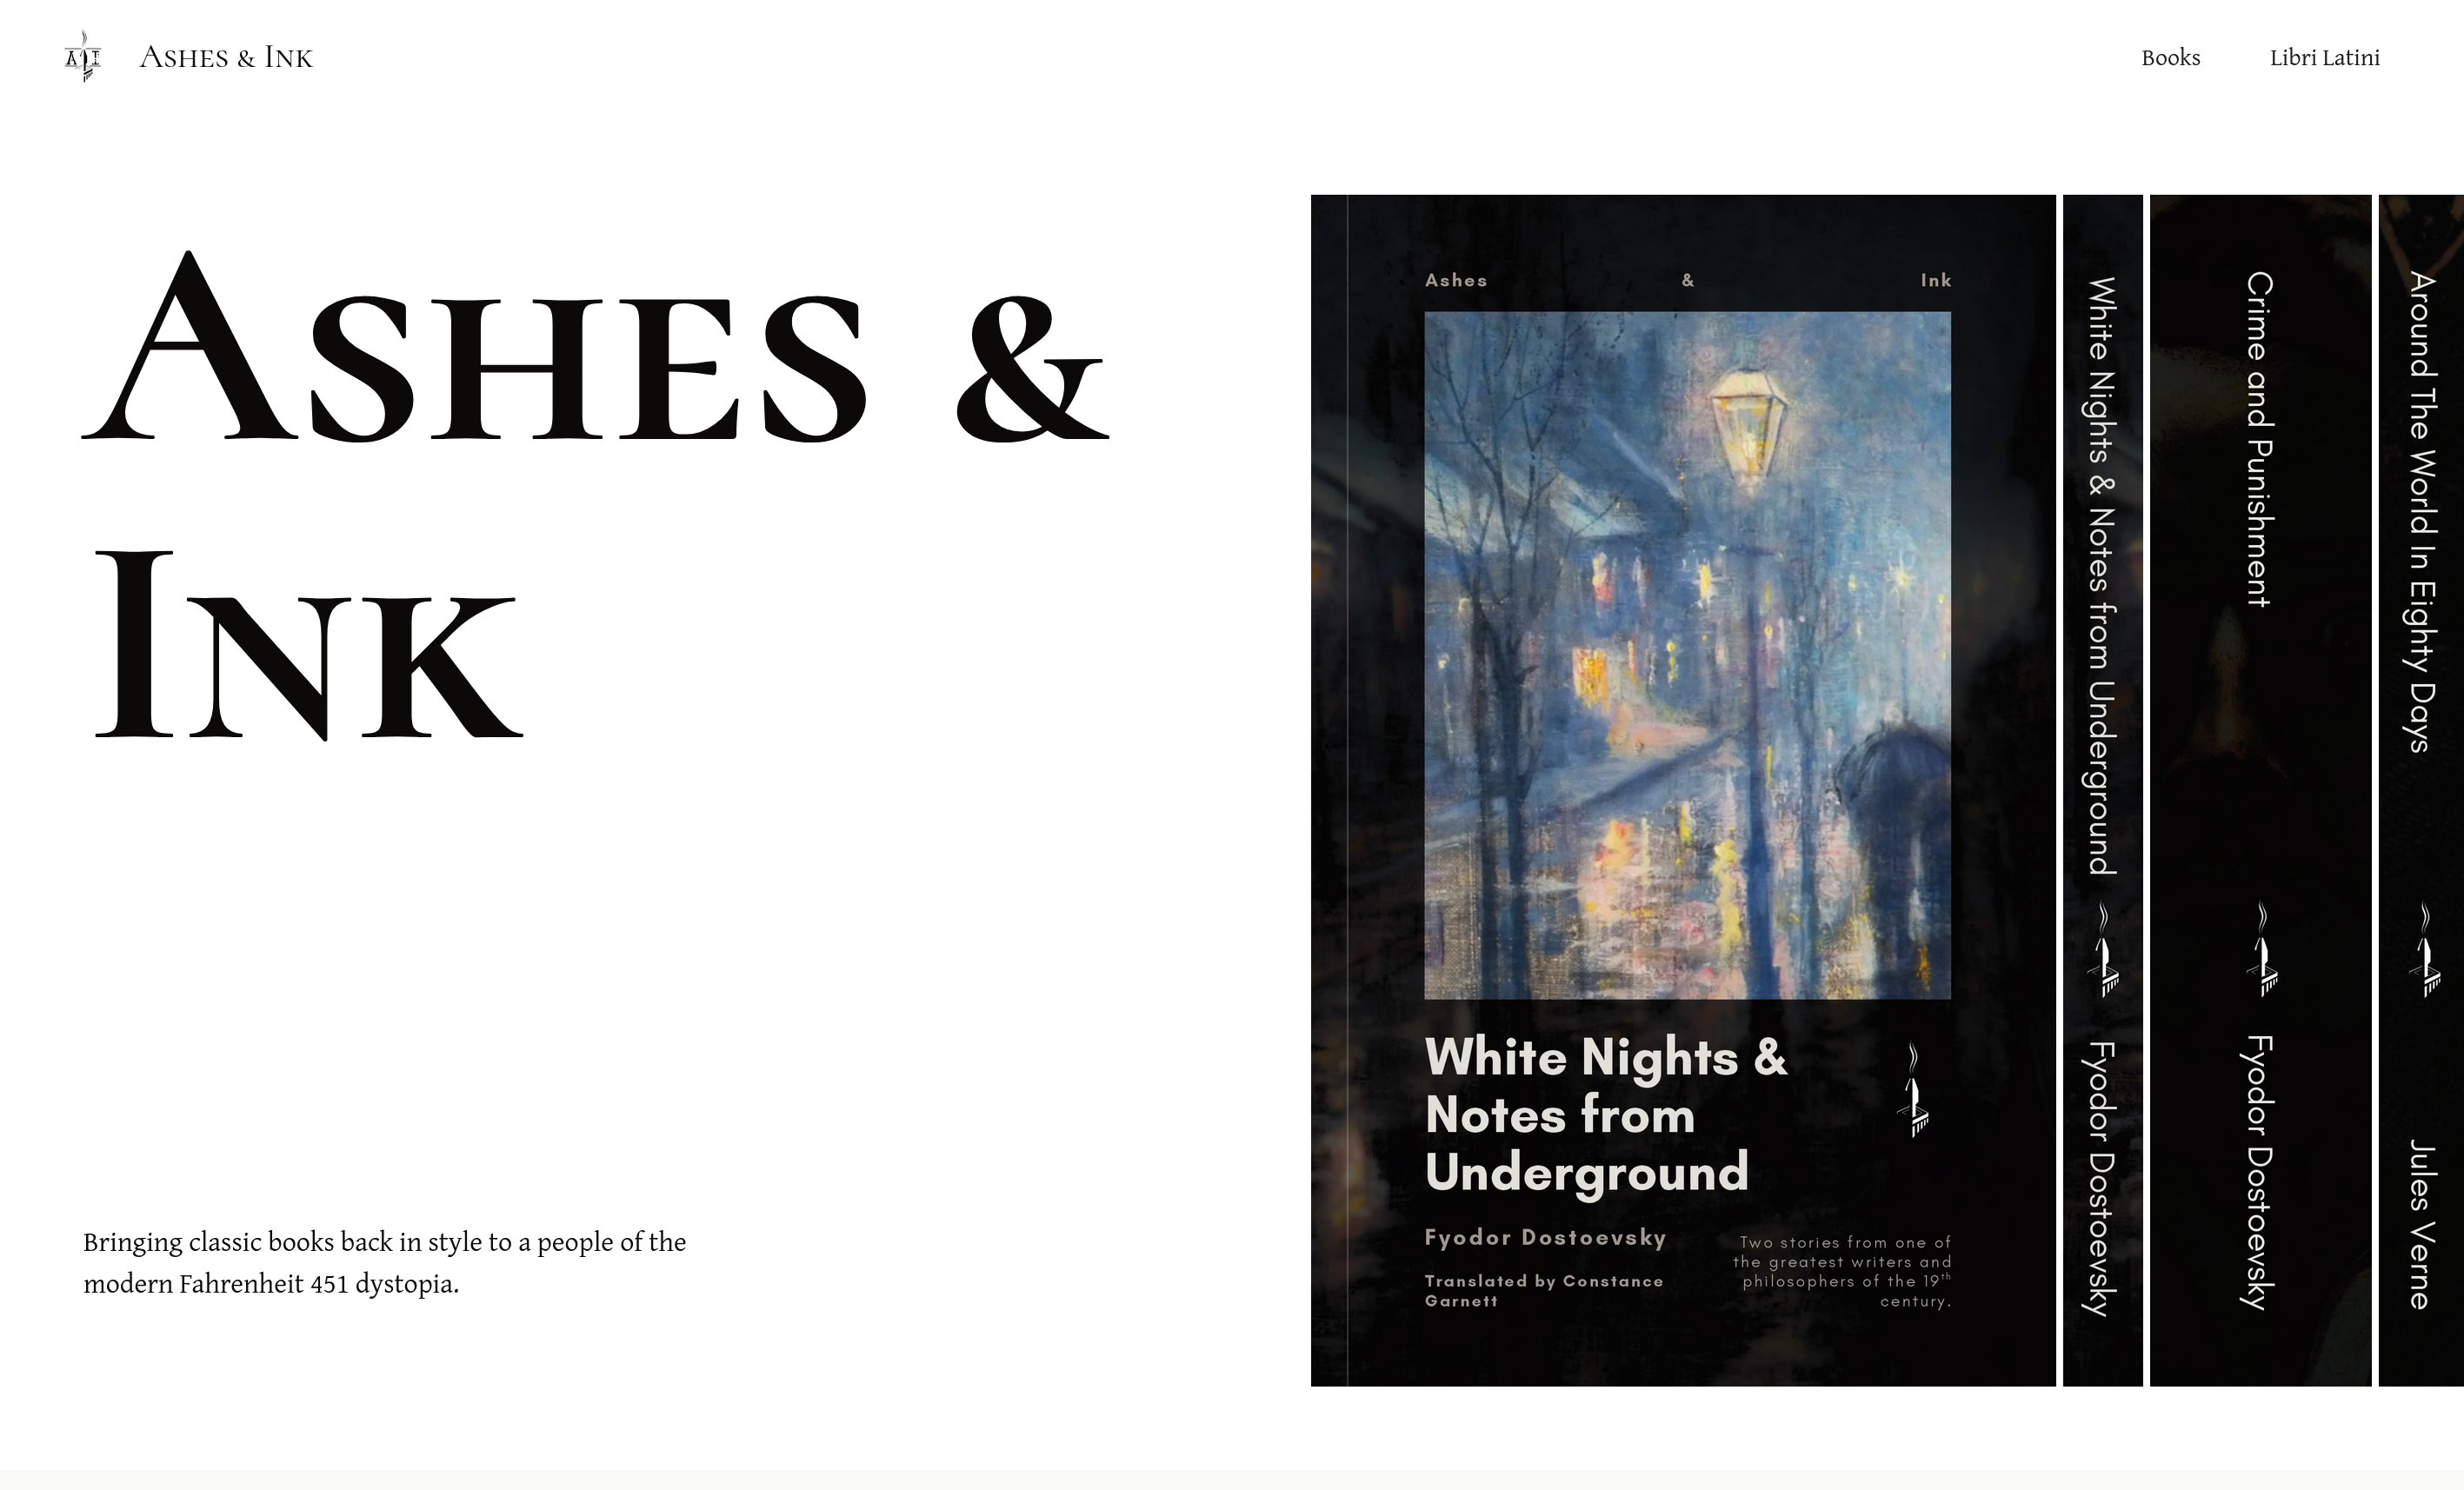 A I
Ashes & Ink
Books
Libri Latini
Ashes &
Ink
Bringing classic books back in style to a people of the
modern Fahrenheit 451 dystopia.
Ashes & Ink
White Nights &
Notes from
Underground
Fyodor Dostoevsky
Translated by Constance
Garnett
Two stories from one of
the greatest writers and
philosophers of the 19th
century.
White Nights & Notes from Underground
Fyodor Dostoevsky
Crime and Punishment
Fyodor Dostoevsky
Around The World In Eighty Days
Jules Verne